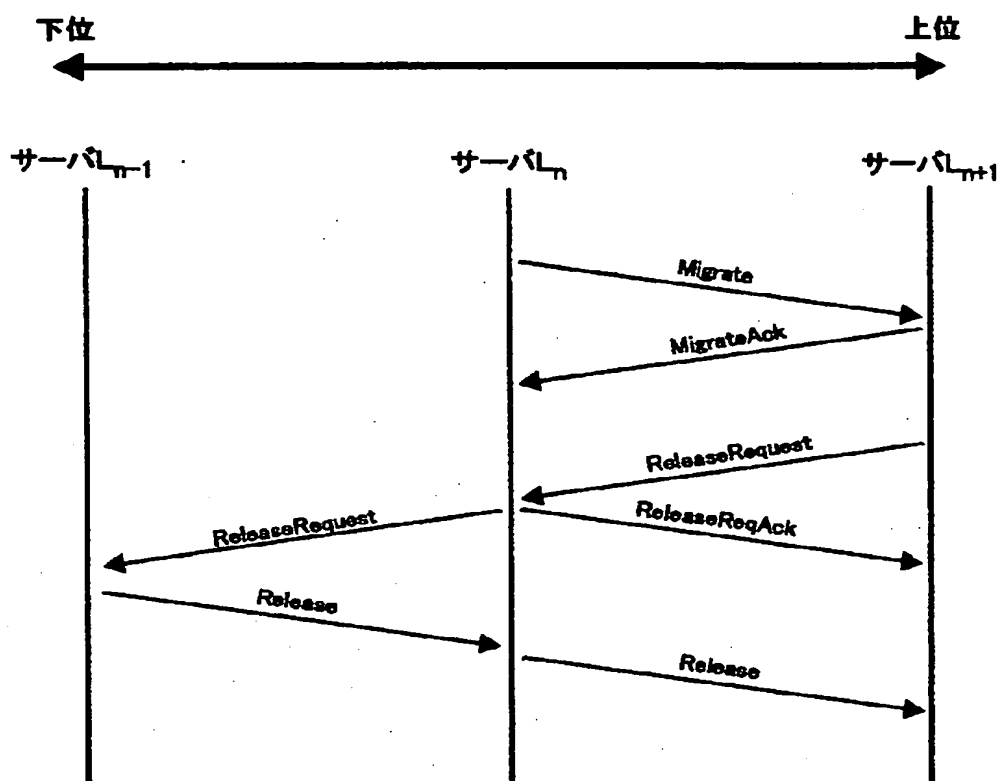 下位 上位
サーバLn-1 サーバLn サーバLn+1
Migrate
MigrateAck
ReleaseRequest
ReleaseRequest ReleaseReqAck
Release
Release